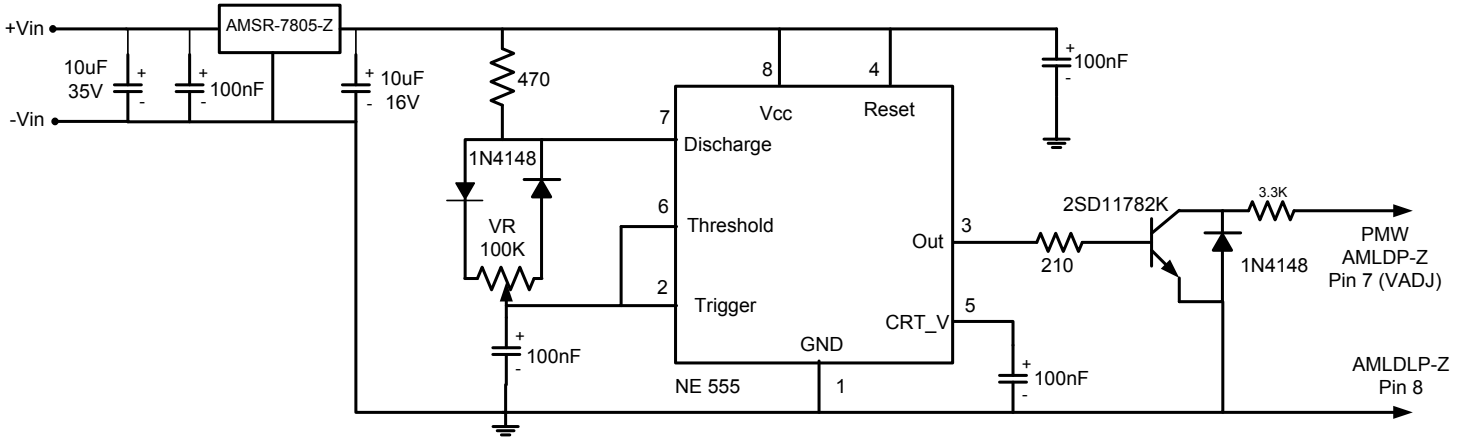 +Vin
AMSR-7805-Z
10uF
35V
+
-
+
-
100nF
+
-
10uF
16V
-Vin
470
8
4
+
-
100nF
Vcc
Reset
7
Discharge
1N4148
6
Threshold
VR
100K
2
Trigger
+
-
100nF
NE 555
GND
1
Out
3
210
CRT_V
5
+
-
100nF
2SD11782K
3.3K
1N4148
PMW
AMLDP-Z
Pin 7 (VADJ)
AMLDLP-Z
Pin 8